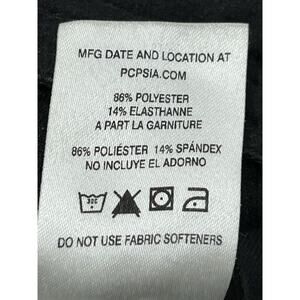 MFG DATE AND LOCATION AT
PCPSIA.COM
86% POLYESTER
14% ELASTHANNE
A PART LA GARNITURE
86% POLIÉSTER 14% SPÁNDEX
NO INCLUYE EL ADORNO
DO NOT USE FABRIC SOFTENERS